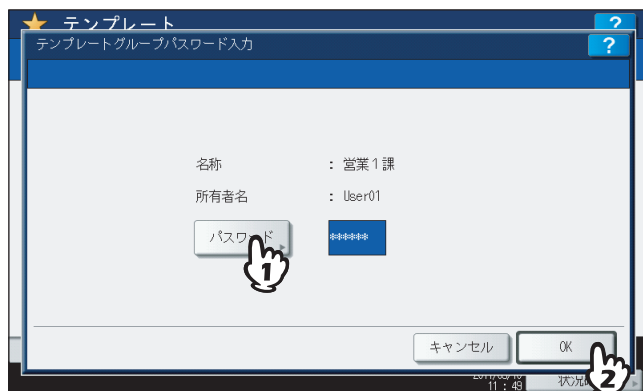 テンプレート ?
テンプレートグループパスワード入力 ?
名称 : 営業1課
所有者名 : User01
パスワード ******
1
キャンセル OK
11:49 状況
2